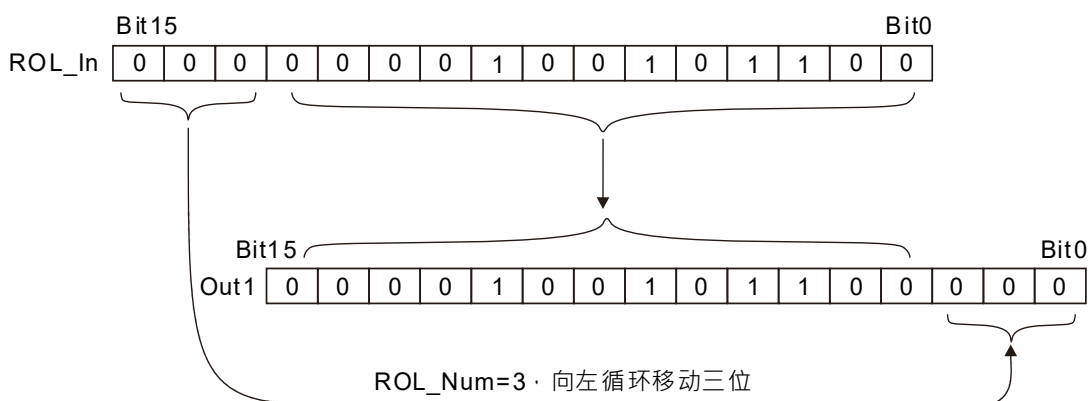 Bit15 Bit0
ROL_In 0 0 0 0 0 0 0 1 0 0 1 0 1 1 0 0
Bit15 Bit0
Out1 0 0 0 0 1 0 0 1 0 1 1 0 0 0 0 0
ROL_Num=3，向左循环移动三位